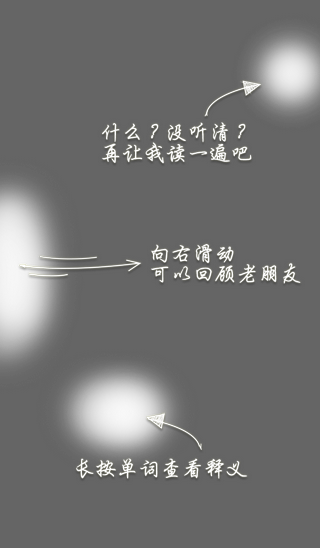 什么？没听清？
再让我读一遍吧
向右滑动
可以回顾老朋友
长按单词查看释义